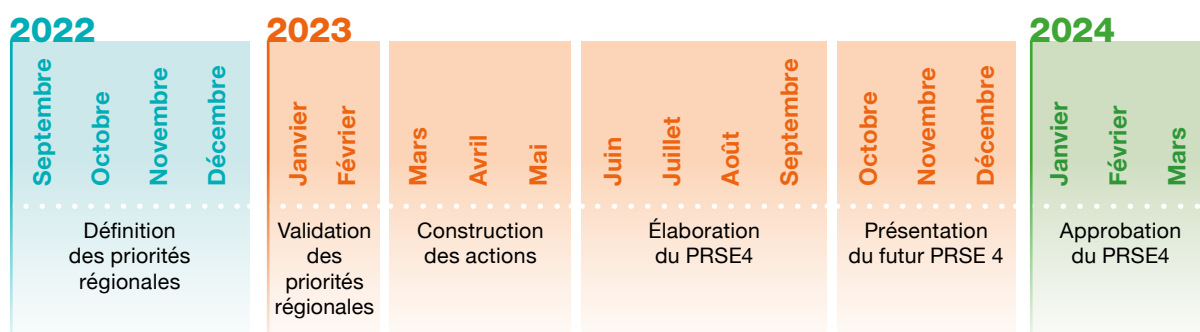 2022
Septembre
Octobre
Novembre
Décembre
Définition
des priorités
régionales
2023
Janvier
Février
Validation
des
priorités
régionales
Mars
Avril
Mai
Construction
des actions
Juin
Juillet
Août
Septembre
Élaboration
du PRSE4
Octobre
Novembre
Décembre
Présentation
du futur PRSE 4
2024
Janvier
Février
Mars
Approbation
du PRSE4